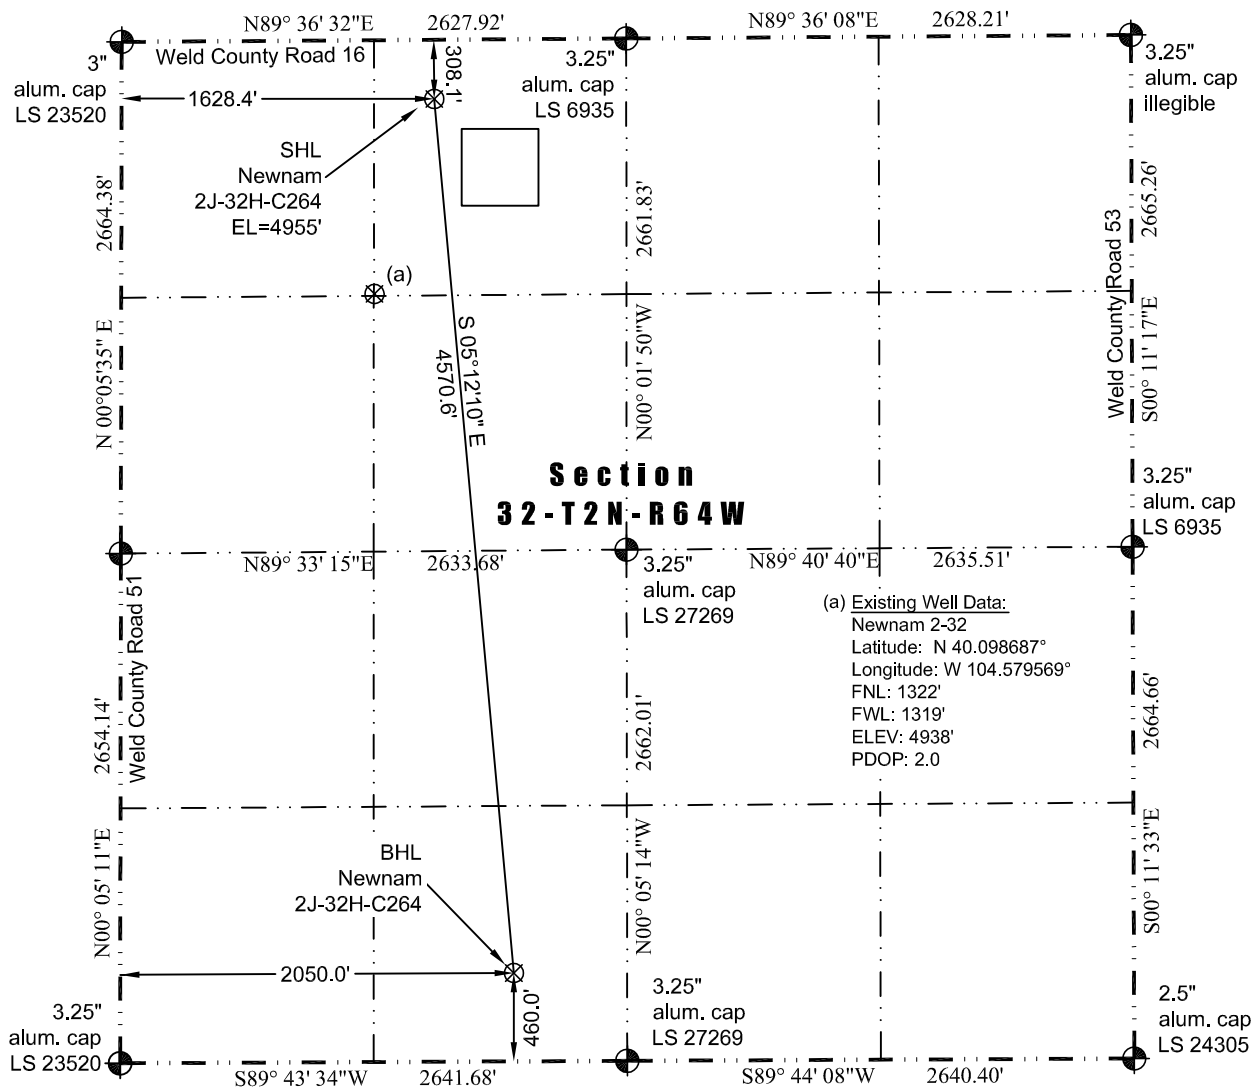 N89° 36' 32"E
2627.92'
N89° 36' 08"E
2628.21'
Weld County Road 16
3"
alum. cap
LS 23520
1628.4'
308.1'
3.25"
alum. cap
LS 6935
3.25"
alum. cap
illegible
SHL
Newnam
2J-32H-C264
EL=4955'
2664.38'
2661.83'
2665.26'
Weld County Road 53
(a)
N 00°05'35" E
S 05°12'10" E
4570.6'
N00° 01' 50"W
S00° 11' 17"E
Section
32-T2N-R64W
3.25"
alum. cap
LS 6935
N89° 33' 15"E
2633.68'
3.25"
alum. cap
LS 27269
N89° 40' 40"E
2635.51'
Weld County Road 51
(a) Existing Well Data:
Newnam 2-32
Latitude: N 40.098687°
Longitude: W 104.579569°
FNL: 1322'
FWL: 1319'
ELEV: 4938'
PDOP: 2.0
2654.14'
2662.01'
2664.66'
N00° 05' 11"E
BHL
Newnam
2J-32H-C264
N00° 05' 14"W
S00° 11' 33"E
2050.0'
460.0'
3.25"
alum. cap
LS 23520
3.25"
alum. cap
LS 27269
2.5"
alum. cap
LS 24305
S89° 43' 34"W
2641.68'
S89° 44' 08"W
2640.40'